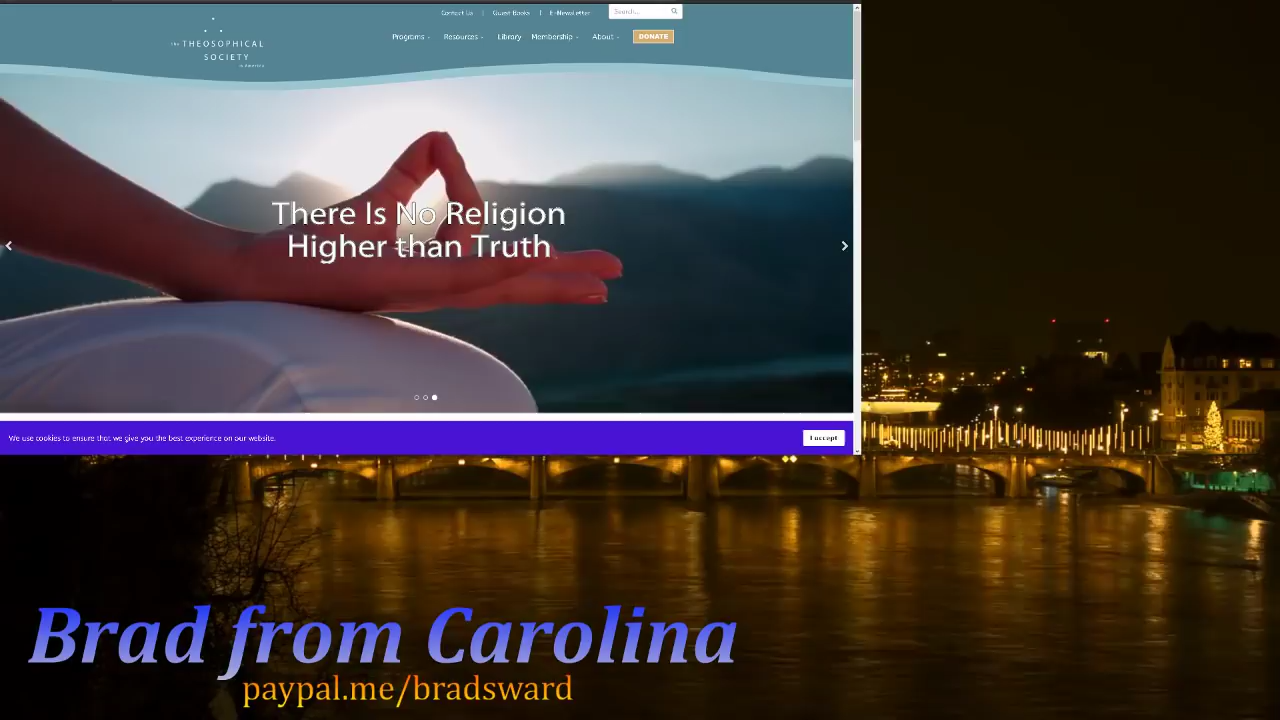 Contact Us | Quest Books | E-Newsletter
Search...
THE THEOSOPHICAL
SOCIETY
IN AMERICA
Programs Resources Library Membership About DONATE
There Is No Religion
Higher than Truth
We use cookies to ensure that we give you the best experience on our website.
I accept
Brad from Carolina
paypal.me/bradsward